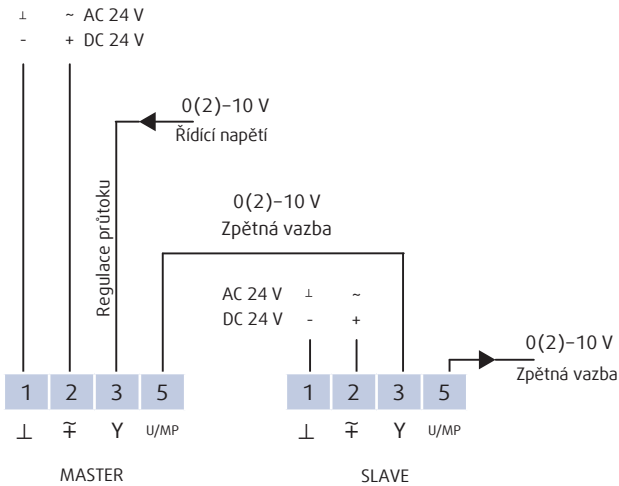 ⊥ ~ AC 24 V
- + DC 24 V
0(2)–10 V
Řídící napětí
Regulace průtoku
0(2)–10 V
Zpětná vazba
AC 24 V ⊥ ~
DC 24 V - +
0(2)–10 V
Zpětná vazba
1 2 3 5
⊥ ∓̃ Y U/MP
MASTER
1 2 3 5
⊥ ∓̃ Y U/MP
SLAVE